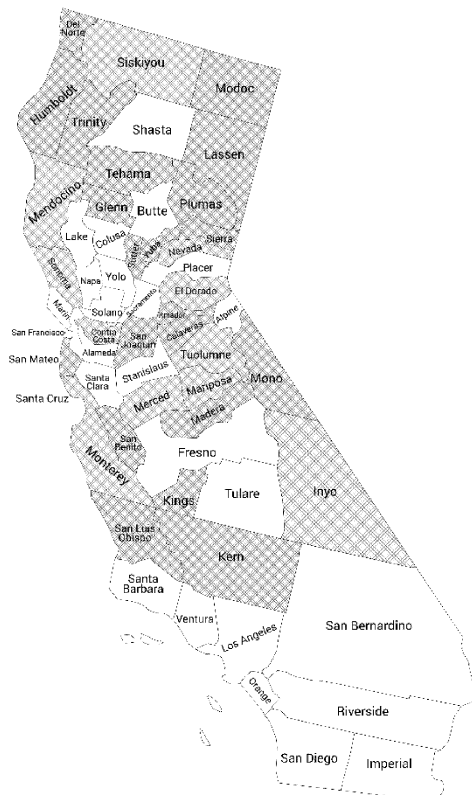 Del
Norte
Siskiyou
Modoc
Humboldt
Trinity
Shasta
Lassen
Tehama
Mendocino
Glenn
Butte
Plumas
Lake
Colusa
Sutter
Yuba
Nevada
Sierra
Sonoma
Napa
Yolo
Placer
El Dorado
Sacramento
Amador
Alpine
Marin
Solano
San Francisco
Contra
Costa
San
Joaquin
Calaveras
Tuolumne
Alameda
San Mateo
Santa
Clara
Stanislaus
Mono
Santa Cruz
Merced
Mariposa
Madera
San
Benito
Fresno
Monterey
Kings
Tulare
Inyo
San Luis
Obispo
Kern
Santa
Barbara
Ventura
Los Angeles
San Bernardino
Orange
Riverside
San Diego
Imperial